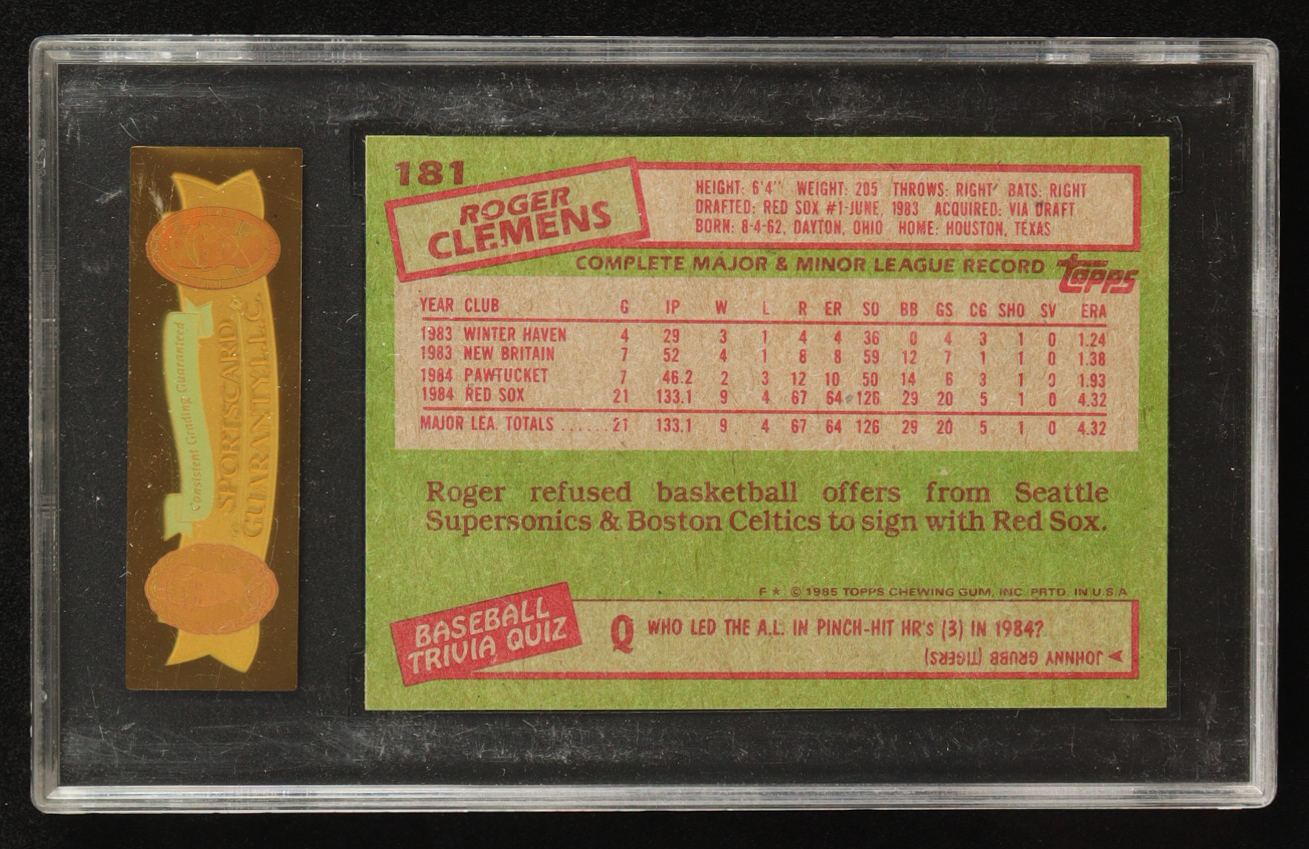 Consistent Grading Guaranteed
SPORTSCARD
GUARANTY, L.L.C.
181
ROGER
CLEMENS
HEIGHT: 6'4" WEIGHT: 205 THROWS: RIGHT BATS: RIGHT
DRAFTED: RED SOX #1-JUNE, 1983 ACQUIRED: VIA DRAFT
BORN: 8-4-62, DAYTON, OHIO HOME: HOUSTON, TEXAS
COMPLETE MAJOR & MINOR LEAGUE RECORD
topps
YEAR CLUB G IP W L R ER SO BB GS CG SHO SV ERA
1983 WINTER HAVEN 4 29 3 1 4 4 36 0 4 3 1 0 1.24
1983 NEW BRITAIN 7 52 4 1 8 8 59 12 7 1 1 0 1.38
1984 PAWTUCKET 7 46.2 2 3 12 10 50 14 6 3 1 0 1.93
1984 RED SOX 21 133.1 9 4 67 64 126 29 20 5 1 0 4.32
MAJOR LEA. TOTALS ...... 21 133.1 9 4 67 64 126 29 20 5 1 0 4.32
Roger refused basketball offers from Seattle
Supersonics & Boston Celtics to sign with Red Sox.
F ★ © 1985 TOPPS CHEWING GUM, INC. PRTD. IN U.S.A.
BASEBALL
TRIVIA QUIZ
Q WHO LED THE A.L. IN PINCH-HIT HR's (3) IN 1984?
JOHNNY GRUBB (TIGERS)